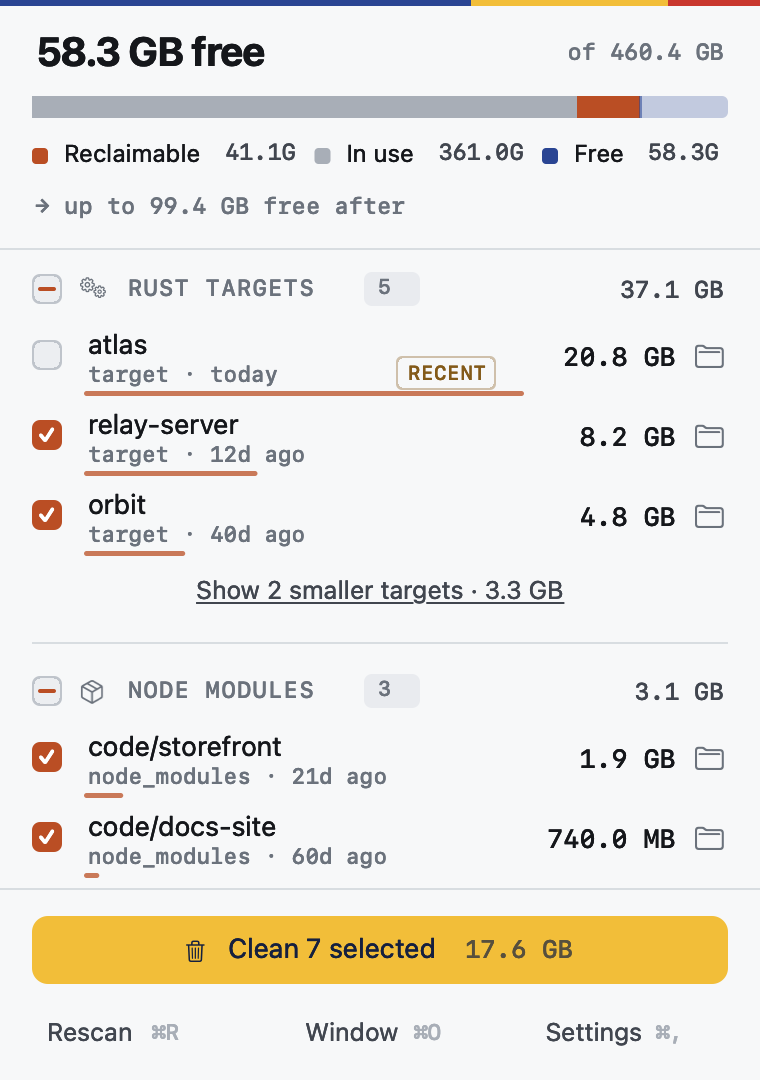 58.3 GB free of 460.4 GB
Reclaimable 41.1G In use 361.0G Free 58.3G
→ up to 99.4 GB free after
RUST TARGETS 5 37.1 GB
atlas
target · today RECENT 20.8 GB
relay-server
target · 12d ago 8.2 GB
orbit
target · 40d ago 4.8 GB
Show 2 smaller targets · 3.3 GB
NODE MODULES 3 3.1 GB
code/storefront
node_modules · 21d ago 1.9 GB
code/docs-site
node_modules · 60d ago 740.0 MB
Clean 7 selected 17.6 GB
Rescan ⌘R Window ⌘O Settings ⌘,